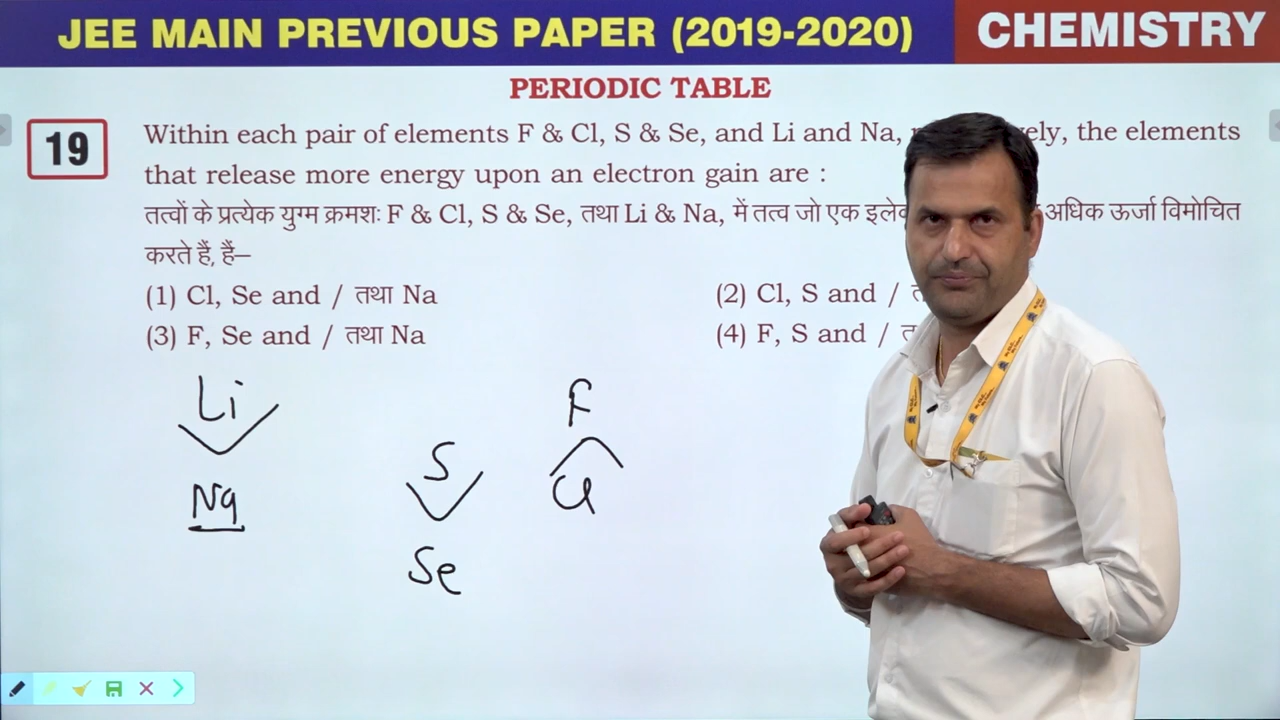 JEE MAIN PREVIOUS PAPER (2019-2020) CHEMISTRY
PERIODIC TABLE
19
Within each pair of elements F & Cl, S & Se, and Li and Na, the elements
that release more energy upon an electron gain are :
तत्वों के प्रत्येक युग्म क्रमशः F & Cl, S & Se, तथा Li & Na, में तत्व जो एक अधिक ऊर्जा विमोचित
करते हैं, हैं–
(1) Cl, Se and / तथा Na (2) Cl, S and /
(3) F, Se and / तथा Na (4) F, S and /
Li F
S
Na Cl
Se